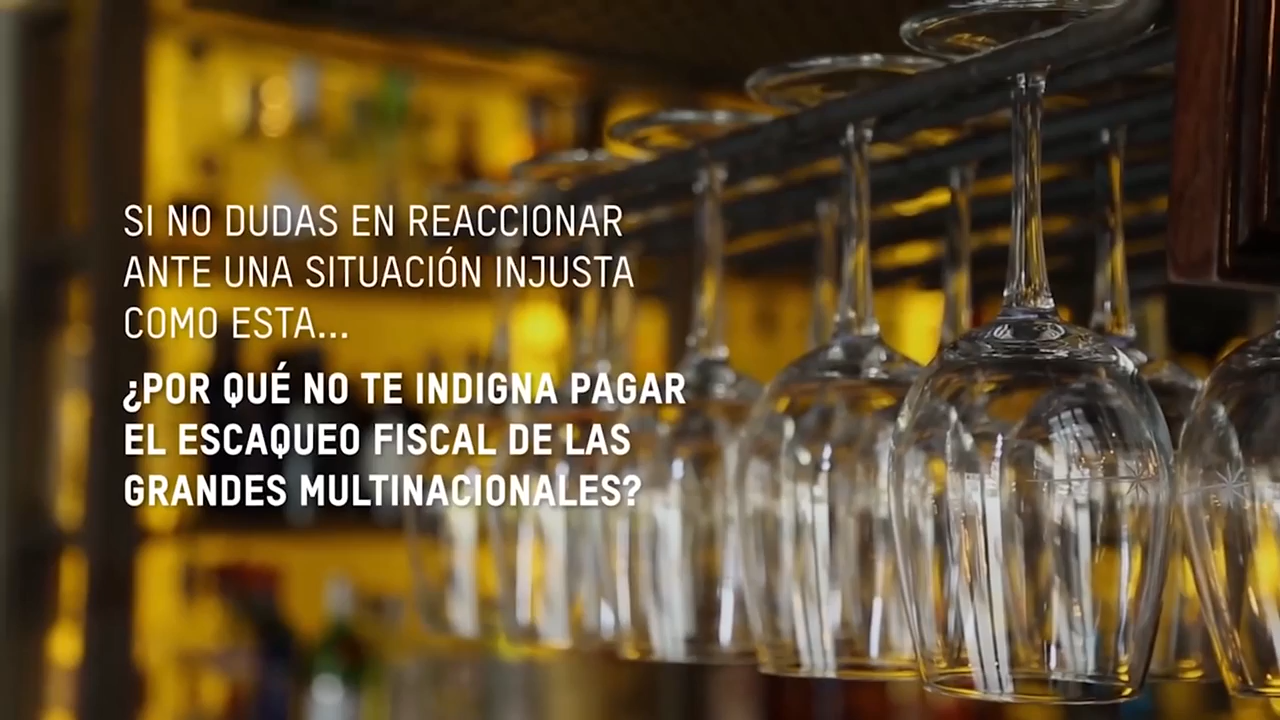 SI NO DUDAS EN REACCIONAR
ANTE UNA SITUACIÓN INJUSTA
COMO ESTA...
¿POR QUÉ NO TE INDIGNA PAGAR
EL ESCAQUEO FISCAL DE LAS
GRANDES MULTINACIONALES?